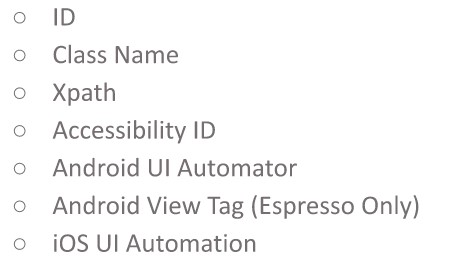 ○ ID
○ Class Name
○ Xpath
○ Accessibility ID
○ Android UI Automator
○ Android View Tag (Espresso Only)
○ iOS UI Automation